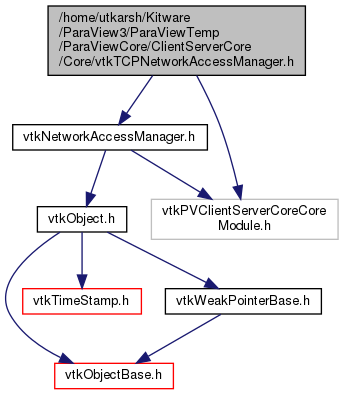 /home/utkarsh/Kitware
/ParaView3/ParaViewTemp
/ParaViewCore/ClientServerCore
/Core/vtkTCPNetworkAccessManager.h
vtkNetworkAccessManager.h
vtkPVClientServerCoreCore
Module.h
vtkObject.h
vtkTimeStamp.h
vtkWeakPointerBase.h
vtkObjectBase.h